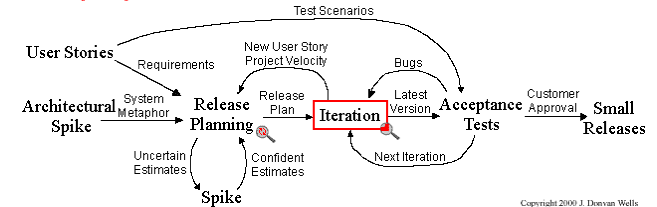 Test Scenarios
User Stories
New User Story
Project Velocity
Bugs
Requirements
Architectural
Spike
System
Metaphor
Release
Planning
Release
Plan
Iteration
Latest
Version
Acceptance
Tests
Customer
Approval
Small
Releases
Uncertain
Estimates
Confident
Estimates
Next Iteration
Spike
Copyright 2000 J. Donvan Wells